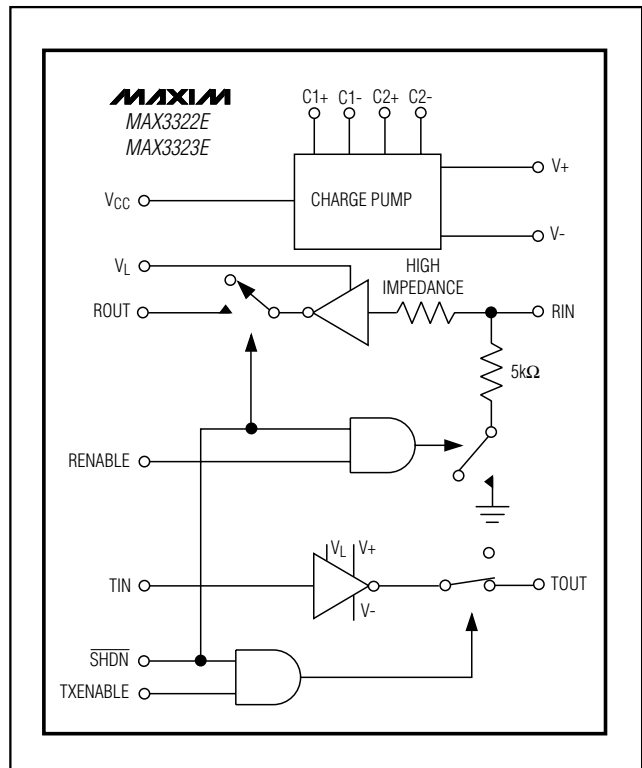 MAXIM
MAX3322E
MAX3323E
C1+ C1- C2+ C2-
CHARGE PUMP
V+
V-
VCC
VL
HIGH
IMPEDANCE
ROUT
RIN
5kΩ
RENABLE
VL V+
TIN
TOUT
V-
SHDN
TXENABLE